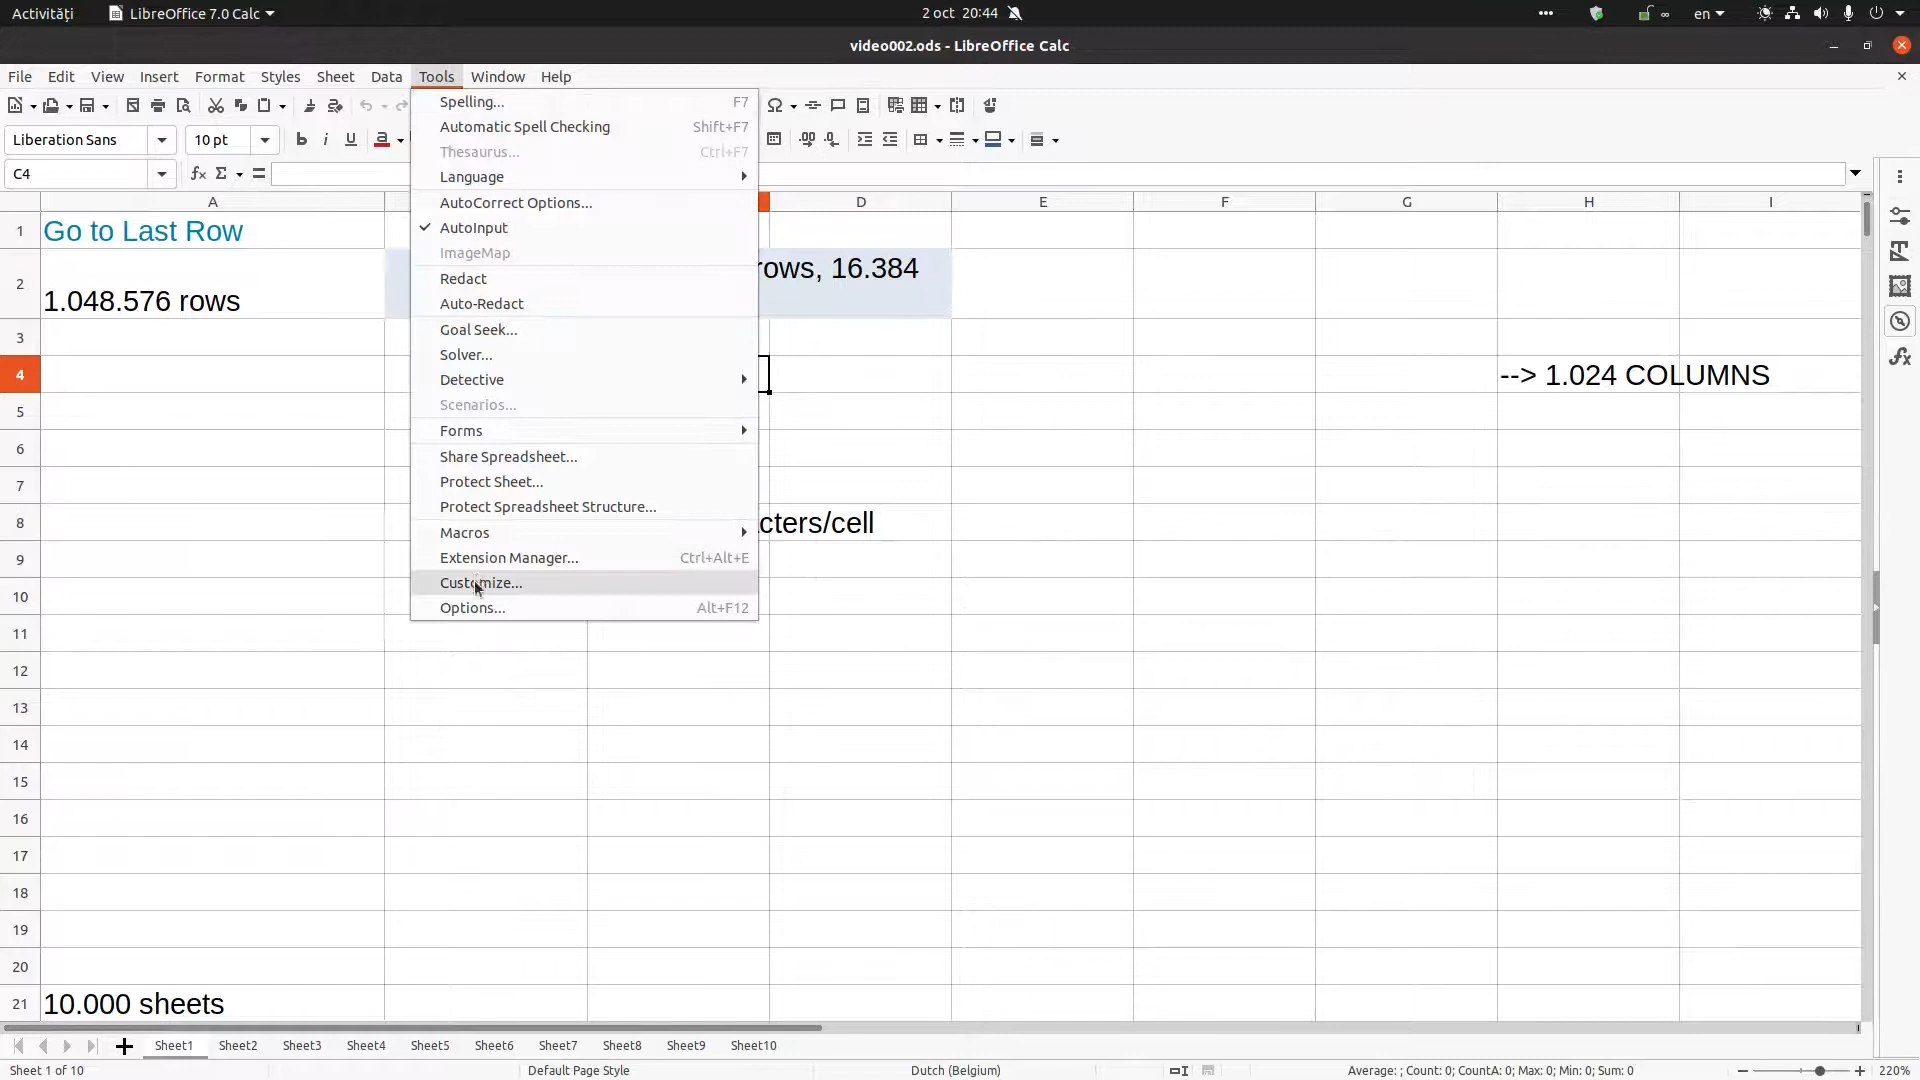 Activități
LibreOffice 7.0 Calc
2 oct 20:44
en
video002.ods - LibreOffice Calc
File Edit View Insert Format Styles Sheet Data Tools Window Help
Liberation Sans
10 pt
C4
Spelling... F7
Automatic Spell Checking Shift+F7
Thesaurus... Ctrl+F7
Language
AutoCorrect Options...
AutoInput
ImageMap
Redact
Auto-Redact
Goal Seek...
Solver...
Detective
Scenarios...
Forms
Share Spreadsheet...
Protect Sheet...
Protect Spreadsheet Structure...
Macros
Extension Manager... Ctrl+Alt+E
Customize...
Options... Alt+F12
A D E F G H I
1 Go to Last Row
2 1.048.576 rows rows, 16.384
3
4 --> 1.024 COLUMNS
5
6
7
8 cters/cell
9
10
11
12
13
14
15
16
17
18
19
20
21 10.000 sheets
Sheet1 Sheet2 Sheet3 Sheet4 Sheet5 Sheet6 Sheet7 Sheet8 Sheet9 Sheet10
Sheet 1 of 10 Default Page Style Dutch (Belgium) Average: ; Count: 0; CountA: 0; Max: 0; Min: 0; Sum: 0 220%